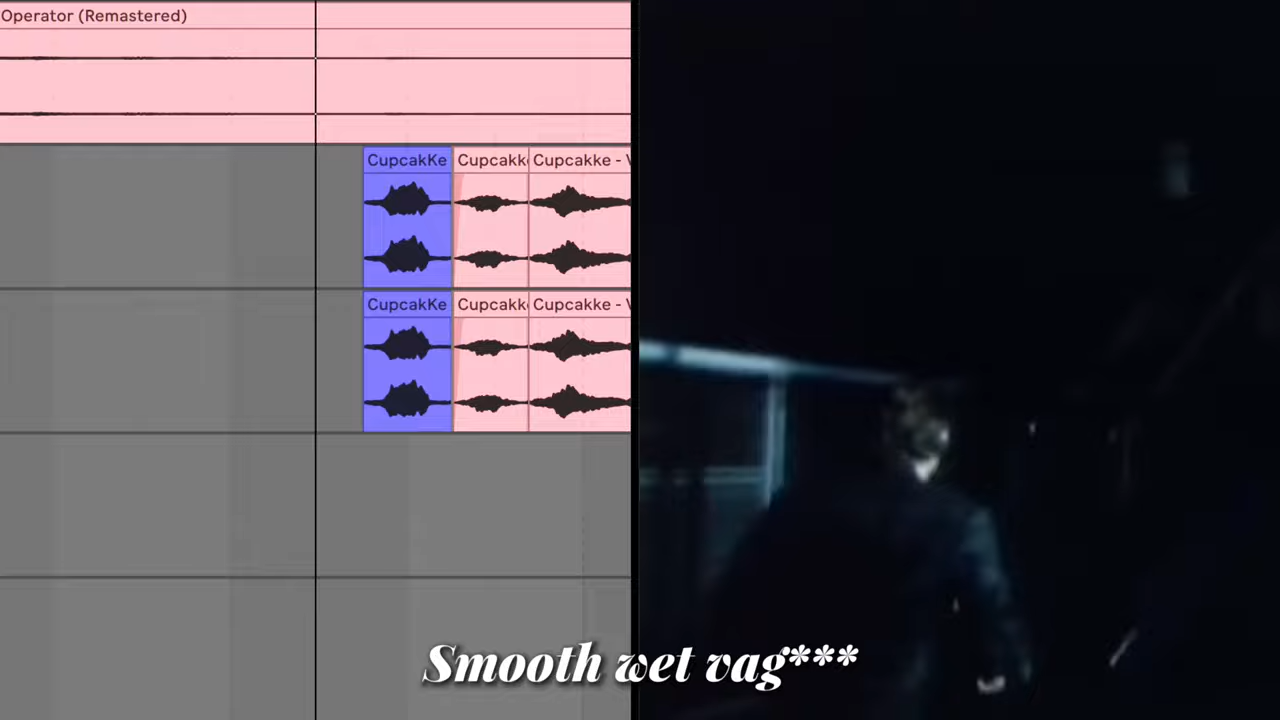 Operator (Remastered)
CupcakKe
Cupcakk
Cupcakke - V
CupcakKe
Cupcakk
Cupcakke - V
Smooth wet vag***